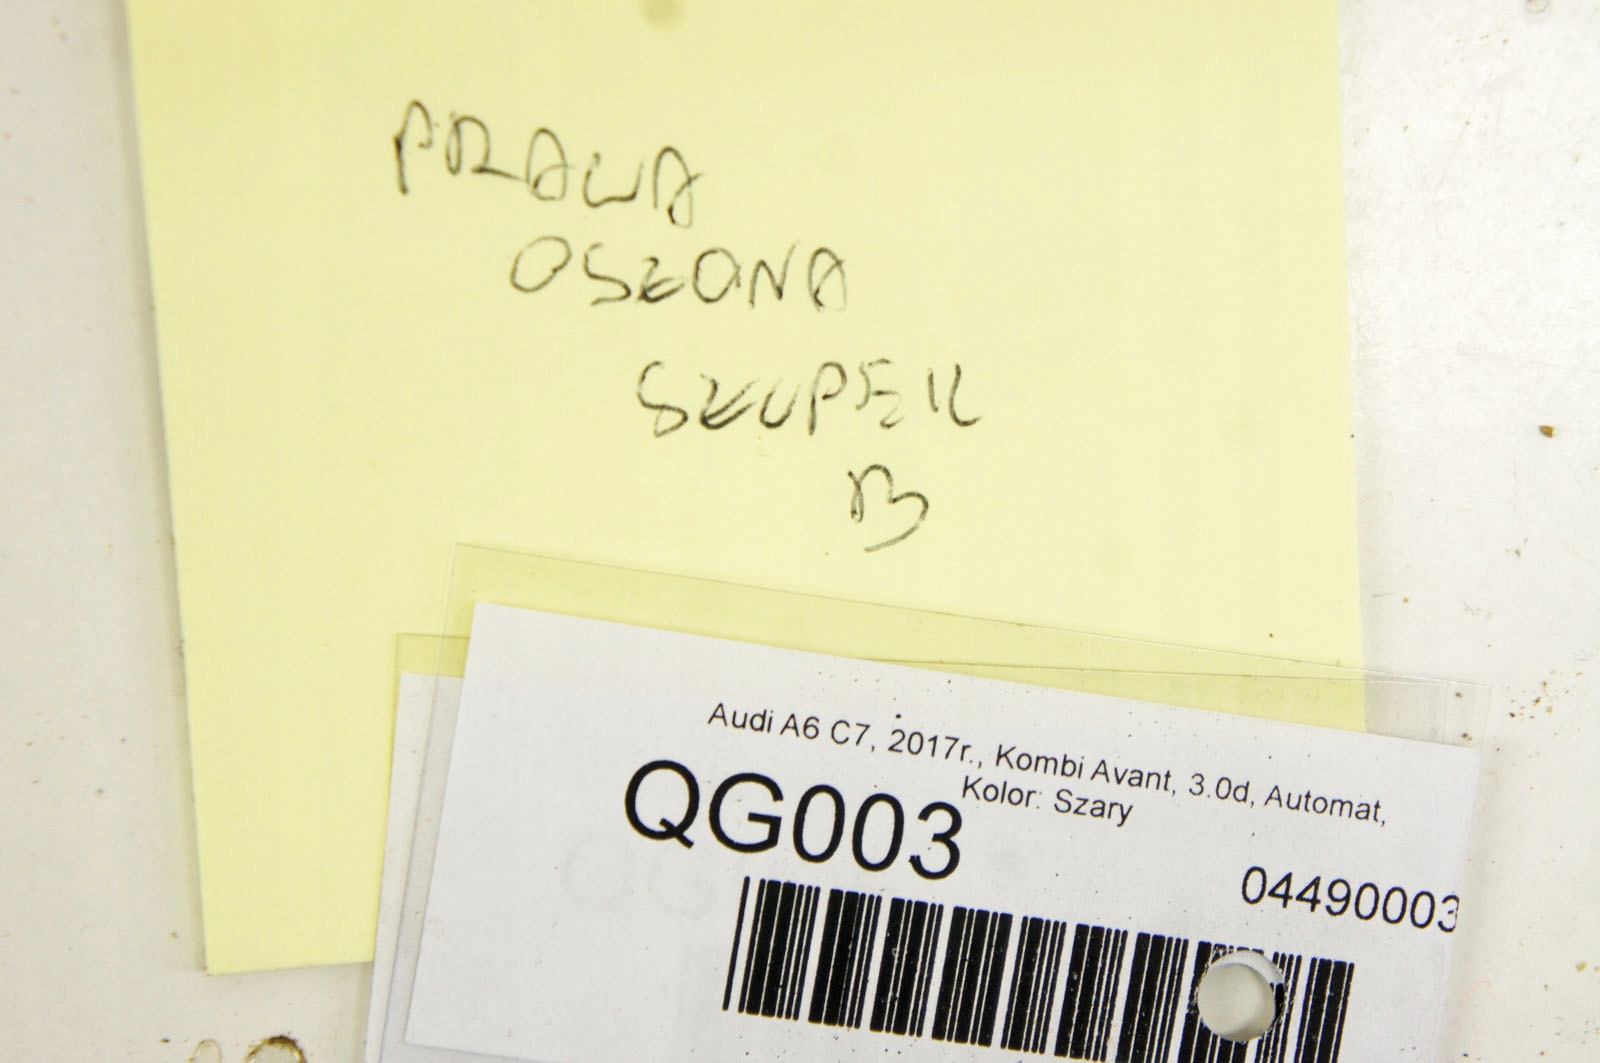 PRAWA
OSŁONA
SŁUPEK
B
Audi A6 C7, 2017r., Kombi Avant, 3.0d, Automat,
Kolor: Szary
QG003
04490003